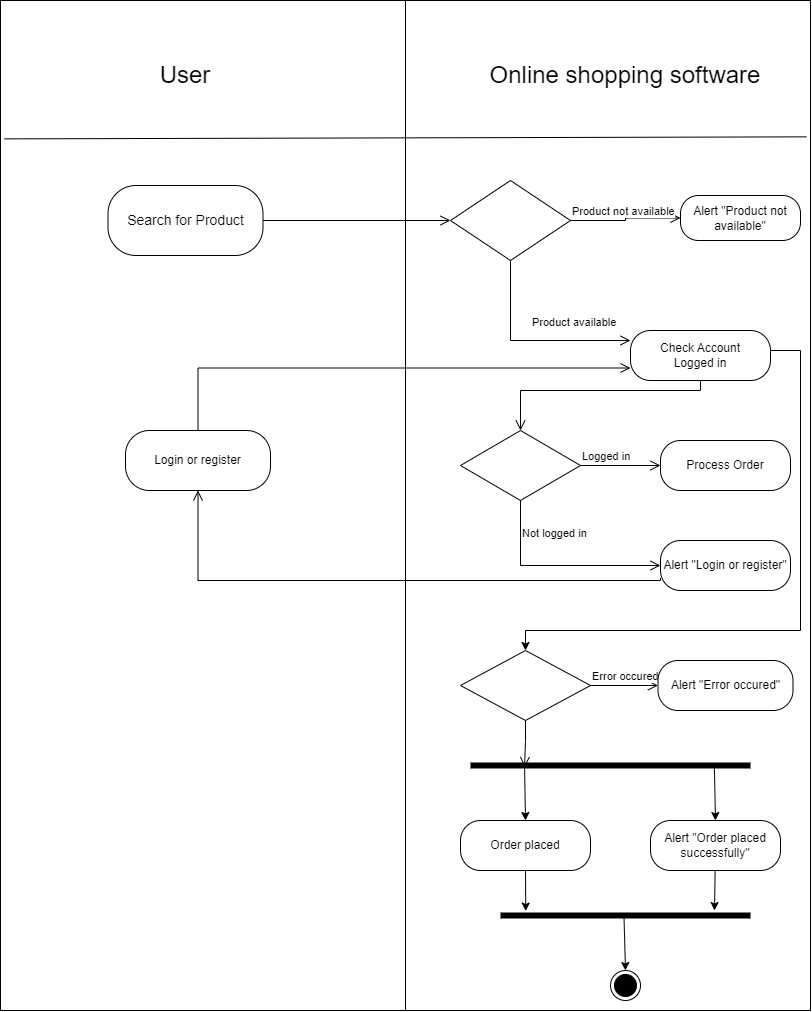 User
Online shopping software
Search for Product
Product not available
Alert "Product not
available"
Product available
Check Account
Logged in
Login or register
Logged in
Process Order
Not logged in
Alert "Login or register"
Error occured
Alert "Error occured"
Order placed
Alert "Order placed
successfully"